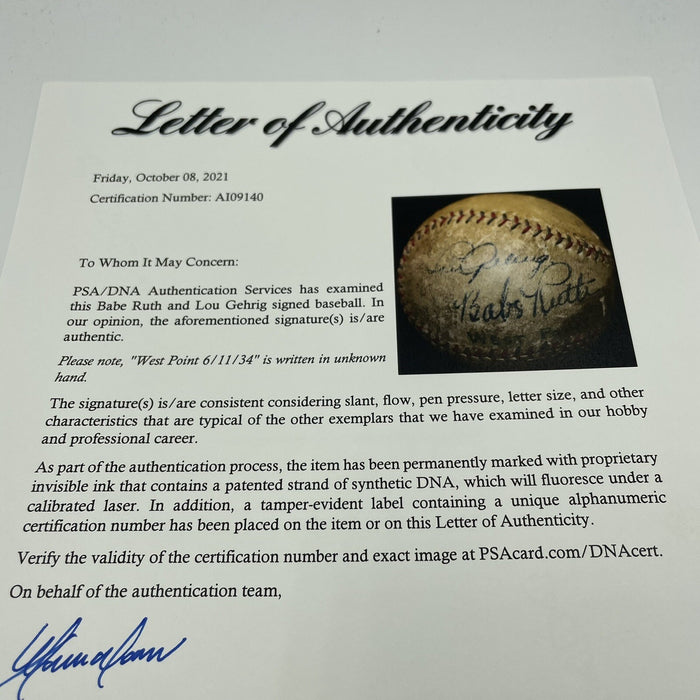 Letter of Authenticity
Friday, October 08, 2021
Certification Number: AI09140
To Whom It May Concern:
PSA/DNA Authentication Services has examined
this Babe Ruth and Lou Gehrig signed baseball. In
our opinion, the aforementioned signature(s) is/are
authentic.
Please note, "West Point 6/11/34" is written in unknown
hand.
Babe Ruth
The signature(s) is/are consistent considering slant, flow, pen pressure, letter size, and other
characteristics that are typical of the other exemplars that we have examined in our hobby
and professional career.
As part of the authentication process, the item has been permanently marked with proprietary
invisible ink that contains a patented strand of synthetic DNA, which will fluoresce under a
calibrated laser. In addition, a tamper-evident label containing a unique alphanumeric
certification number has been placed on the item or on this Letter of Authenticity.
Verify the validity of the certification number and exact image at PSAcard.com/DNAcert.
On behalf of the authentication team,